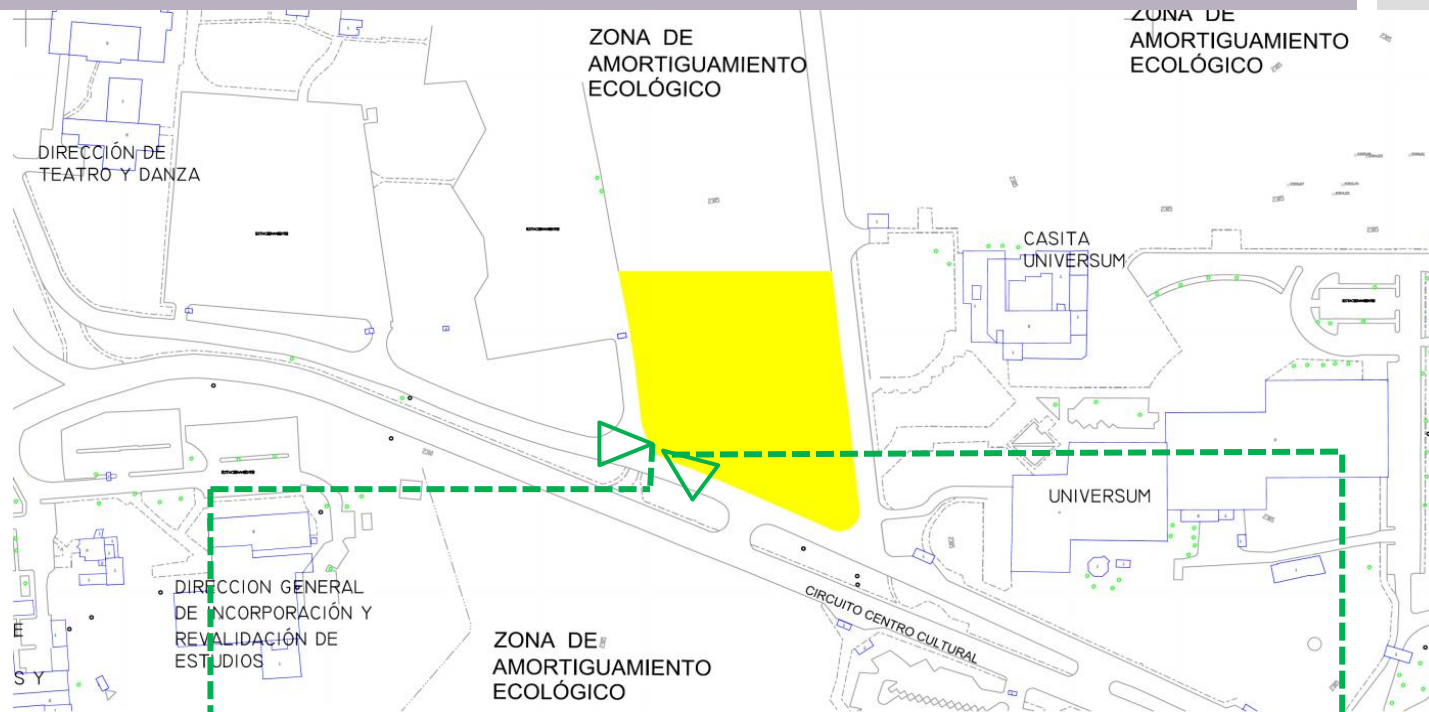 ZONA DE
AMORTIGUAMIENTO
ECOLÓGICO
ZONA DE
AMORTIGUAMIENTO
ECOLÓGICO
DIRECCIÓN DE
TEATRO Y DANZA
CASITA
UNIVERSUM
UNIVERSUM
DIRECCION GENERAL
DE INCORPORACIÓN Y
REVALIDACIÓN DE
ESTUDIOS
ZONA DE
AMORTIGUAMIENTO
ECOLÓGICO
CIRCUITO CENTRO CULTURAL
E
S Y